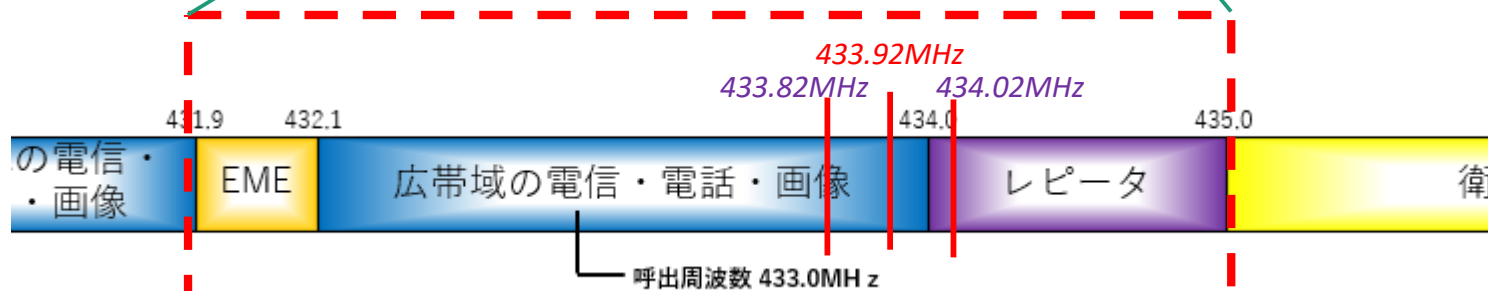 433.92MHz
433.82MHz
434.02MHz
431.9
432.1
434.0
435.0
の電信・
・画像
EME
広帯域の電信・電話・画像
レピータ
衛
呼出周波数 433.0MH z